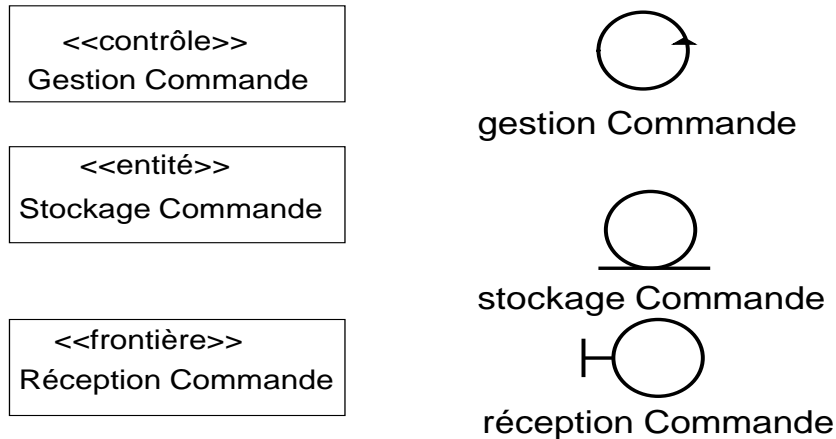 <<contrôle>>
Gestion Commande
gestion Commande
<<entité>>
Stockage Commande
stockage Commande
<<frontière>>
Réception Commande
réception Commande